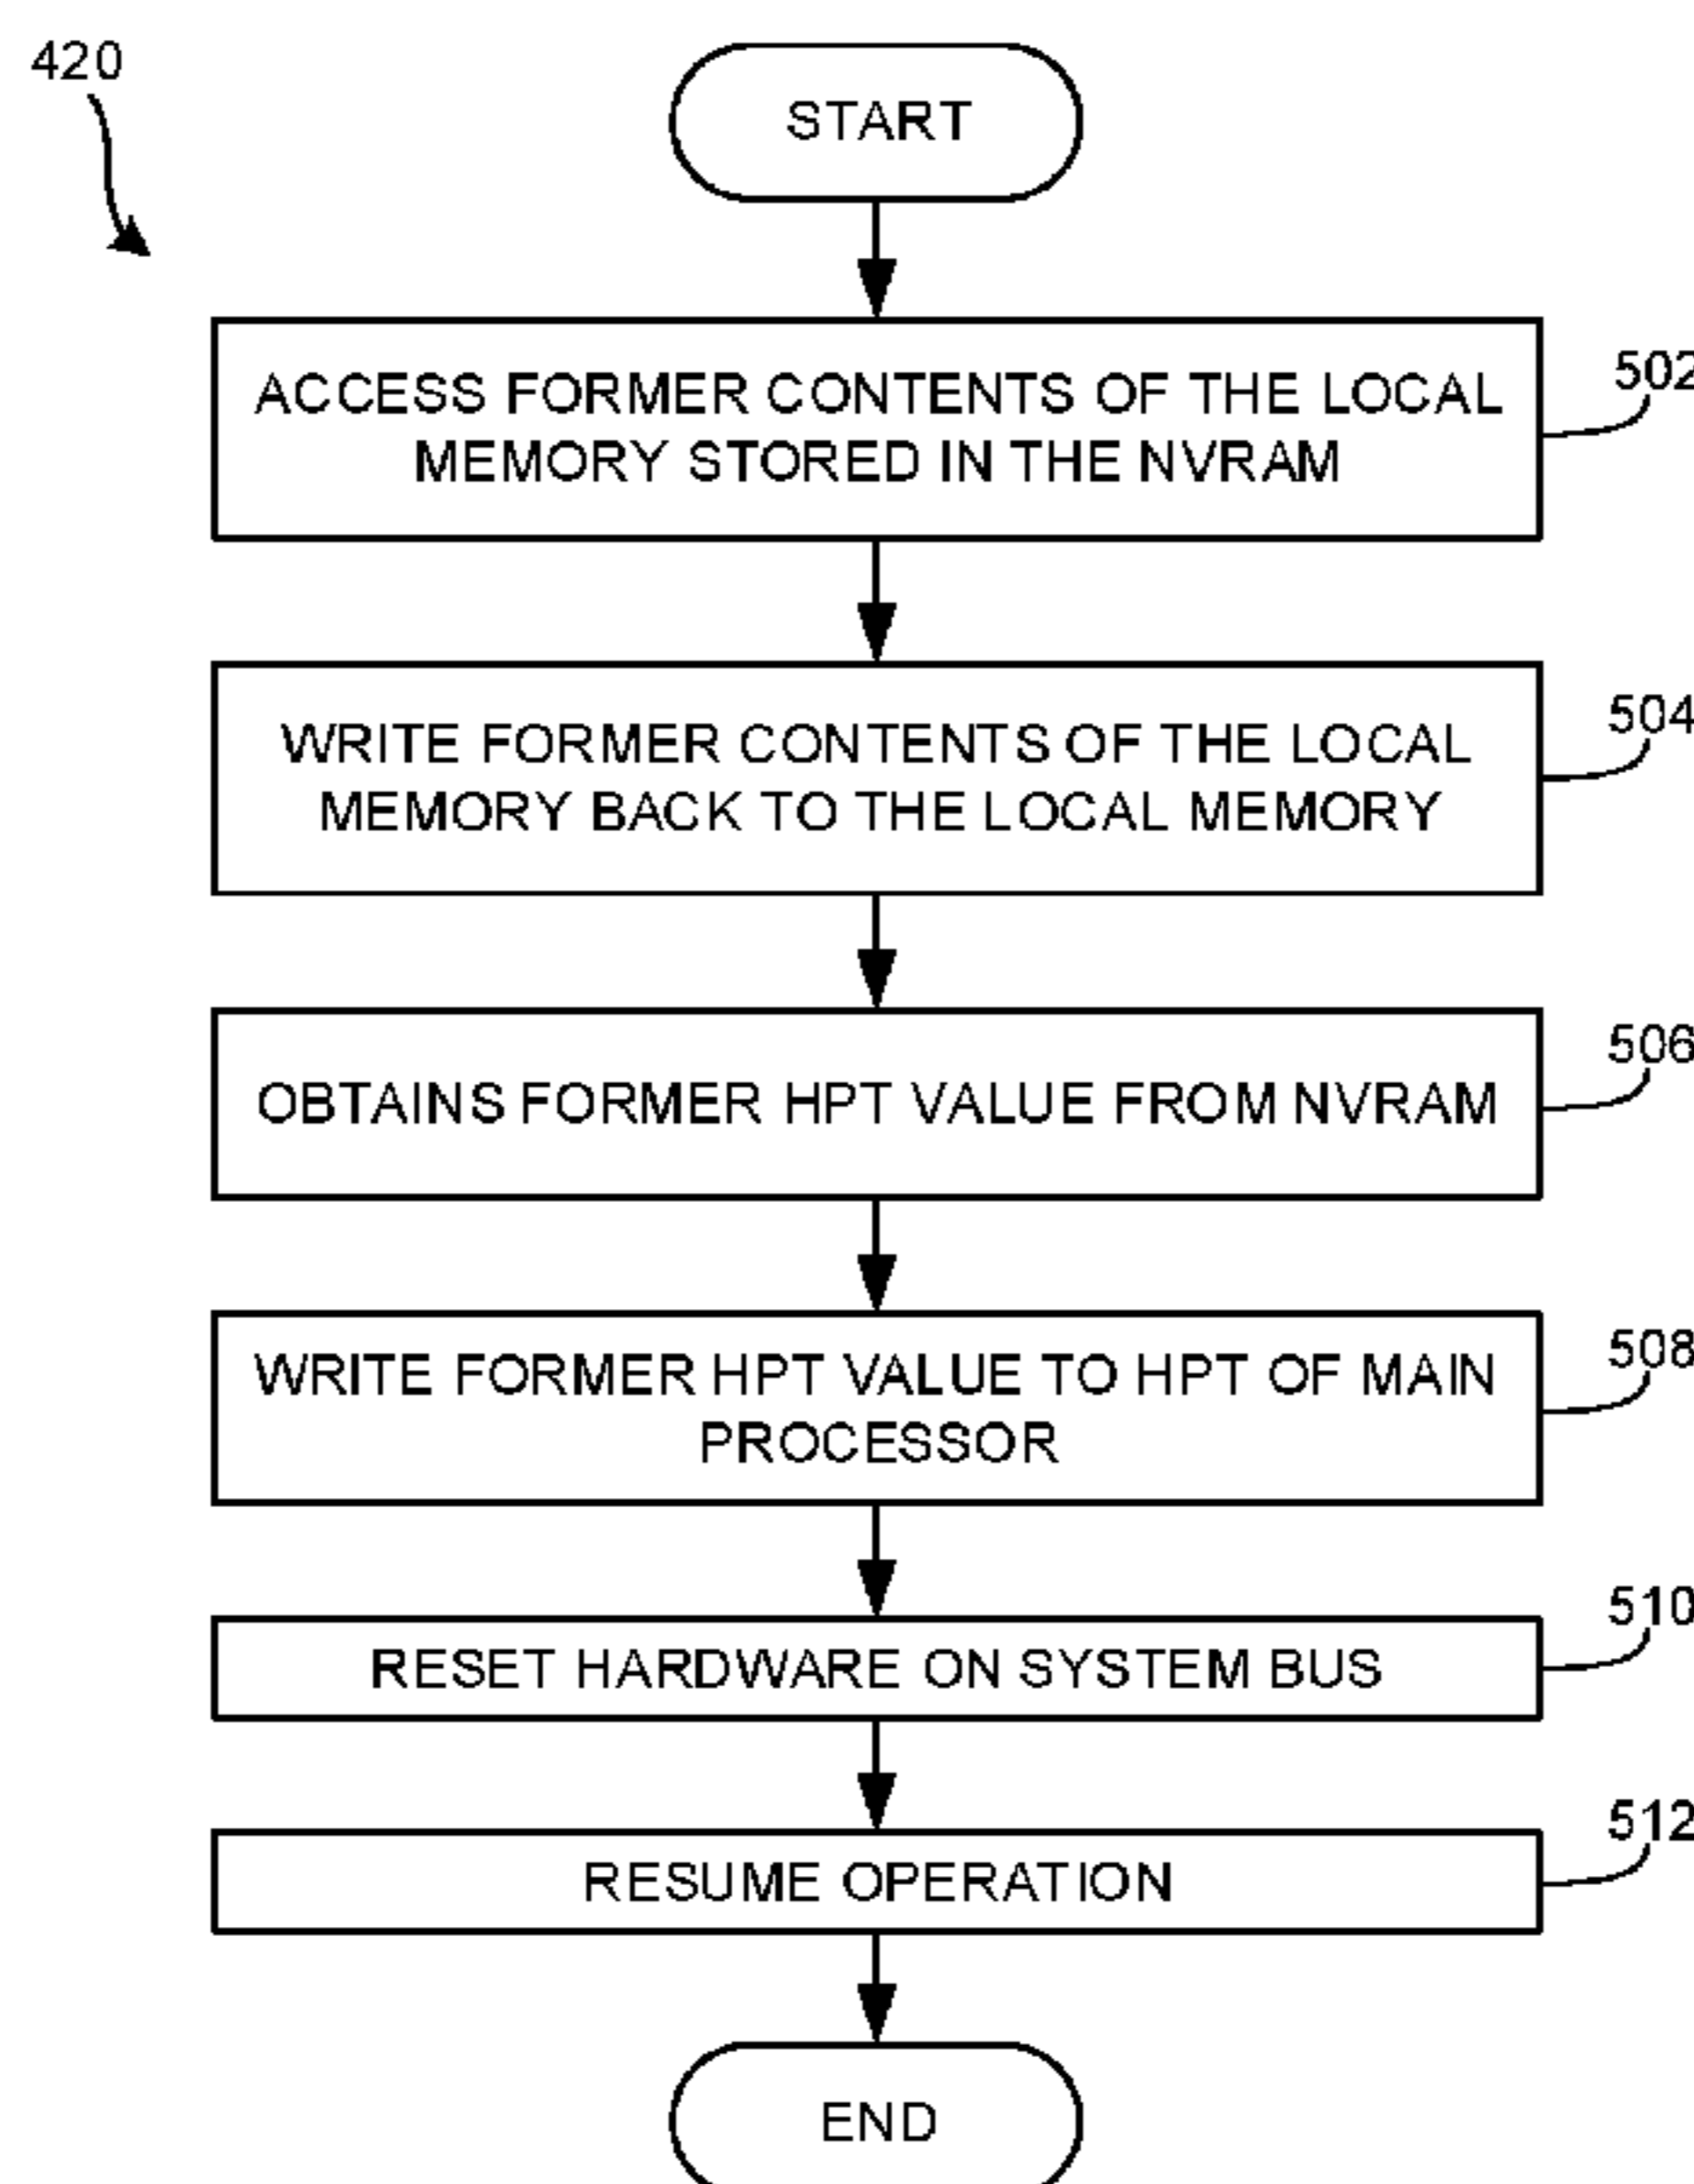 420
START
ACCESS FORMER CONTENTS OF THE LOCAL
MEMORY STORED IN THE NVRAM
502
WRITE FORMER CONTENTS OF THE LOCAL
MEMORY BACK TO THE LOCAL MEMORY
504
OBTAINS FORMER HPT VALUE FROM NVRAM
506
WRITE FORMER HPT VALUE TO HPT OF MAIN
PROCESSOR
508
RESET HARDWARE ON SYSTEM BUS
510
RESUME OPERATION
512
END